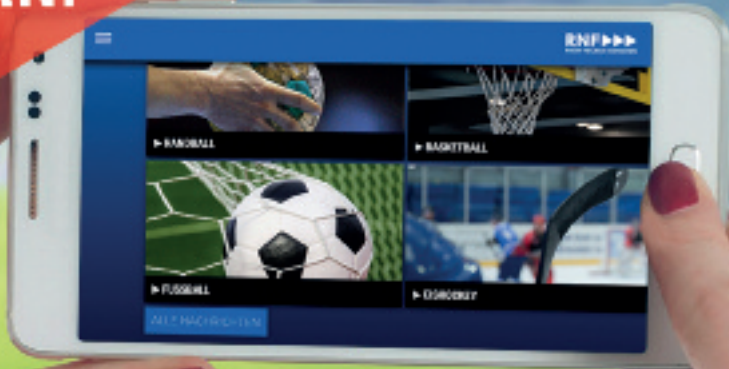 RNF
▶ HANDBALL
▶ BASKETBALL
▶ FUSSBALL
▶ EISHOCKEY
ALLE NACHRICHTEN